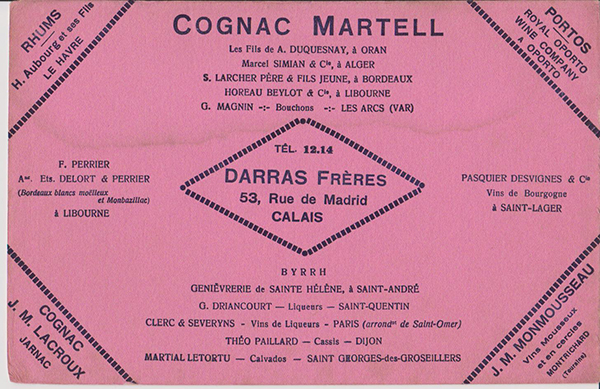 RHUMS
H. Aubourg et ses Fils
LE HAVRE
COGNAC MARTELL
Les Fils de A. DUQUESNAY, à ORAN
Marcel SIMIAN & Cie, à ALGER
S. LARCHER PÈRE & FILS JEUNE, à BORDEAUX
HOREAU BEYLOT & Cie, à LIBOURNE
G. MAGNIN -:- Bouchons -:- LES ARCS (VAR)
PORTOS
ROYAL OPORTO
WINE COMPANY
à OPORTO
F. PERRIER
Anc. Ets. DELORT & PERRIER
(Bordeaux blancs moëlleux
et Monbazillac)
à LIBOURNE
TÉL. 12.14
DARRAS FRÈRES
53, Rue de Madrid
CALAIS
PASQUIER DESVIGNES & Cie
Vins de Bourgogne
à SAINT-LAGER
COGNAC
J. M. LACROUX
JARNAC
BYRRH
GENIÈVRERIE de SAINTE HÉLÈNE, à SAINT-ANDRÉ
G. DRIANCOURT — Liqueurs — SAINT-QUENTIN
CLERC & SEVERYNS - Vins de Liqueurs - PARIS (arrondt de Saint-Omer)
THÉO PAILLARD — Cassis — DIJON
MARTIAL LETORTU — Calvados — SAINT GEORGES-des-GROSEILLERS
J. M. MONMOUSSEAU
Vins Mousseux
et en cercles
MONTRICHARD
(Touraine)